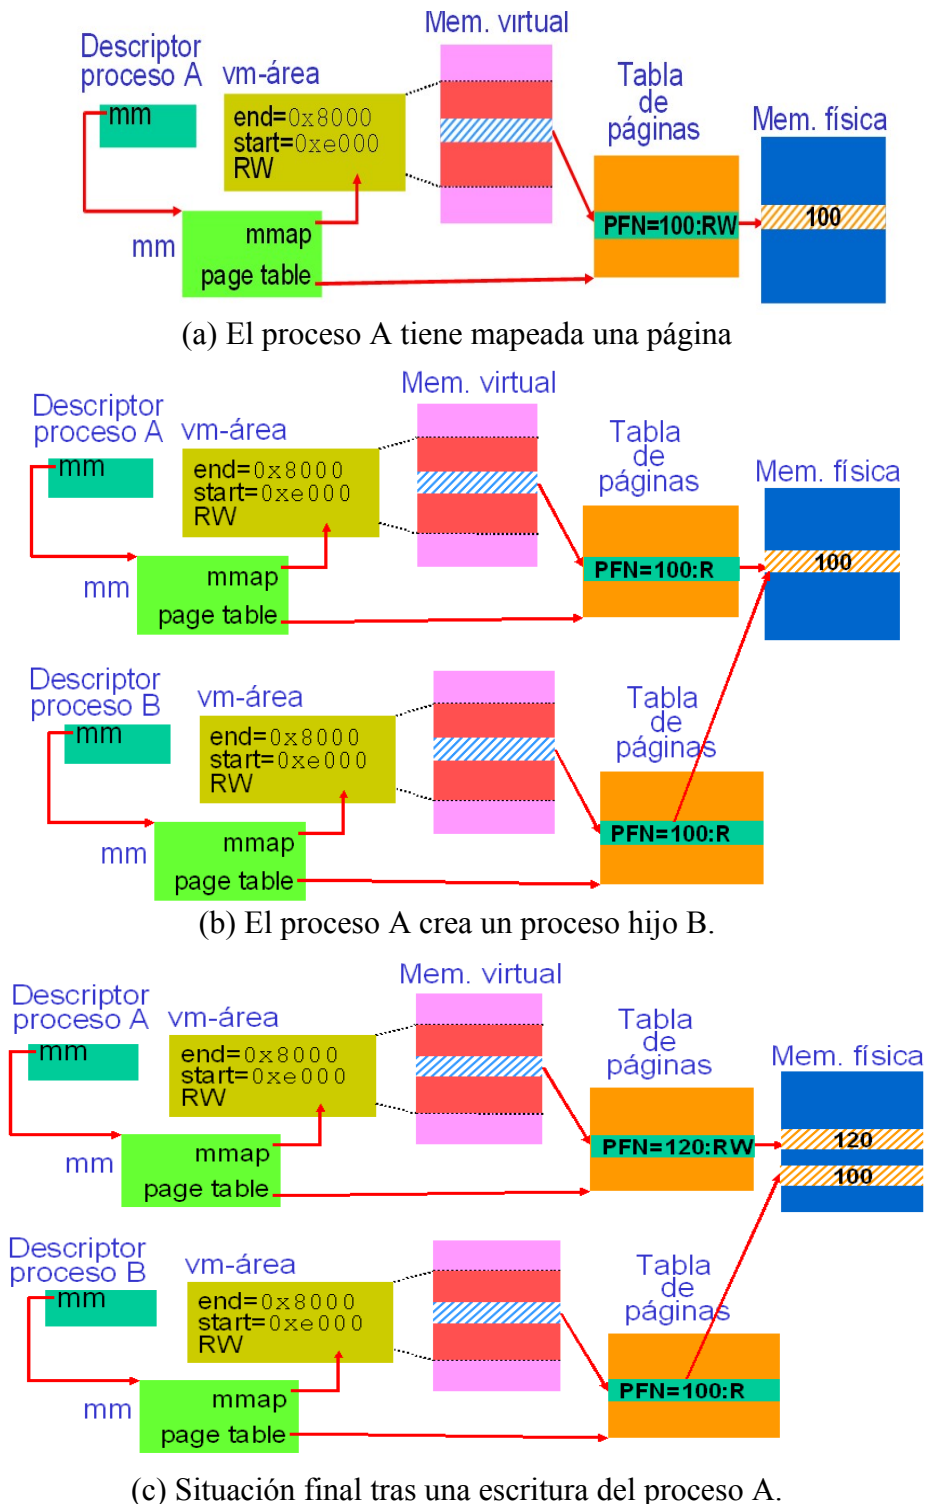 Mem. virtual
Descriptor
proceso A
vm-área
Tabla
de
páginas
Mem. física
mm
end=0x8000
start=0xe000
RW
PFN=100:RW
100
mm
mmap
page table
(a) El proceso A tiene mapeada una página
Mem. virtual
Descriptor
proceso A
vm-área
Tabla
de
páginas
Mem. física
mm
end=0x8000
start=0xe000
RW
PFN=100:R
100
mm
mmap
page table
Descriptor
proceso B
vm-área
Tabla
de
páginas
mm
end=0x8000
start=0xe000
RW
PFN=100:R
mm
mmap
page table
(b) El proceso A crea un proceso hijo B.
Mem. virtual
Descriptor
proceso A
vm-área
Tabla
de
páginas
Mem. física
mm
end=0x8000
start=0xe000
RW
PFN=120:RW
120
100
mm
mmap
page table
Descriptor
proceso B
vm-área
Tabla
de
páginas
mm
end=0x8000
start=0xe000
RW
PFN=100:R
mm
mmap
page table
(c) Situación final tras una escritura del proceso A.